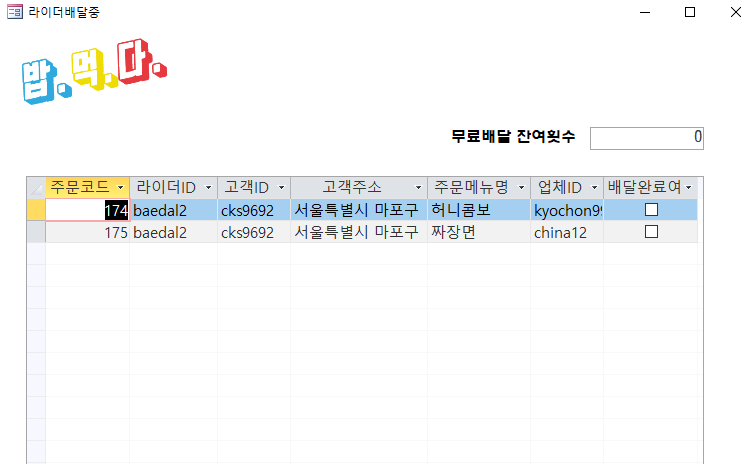 라이더배달중
밥.먹.다.
무료배달 잔여횟수 0
주문코드 라이더ID 고객ID 고객주소 주문메뉴명 업체ID 배달완료여
174 baedal2 cks9692 서울특별시 마포구 허니콤보 kyochon99
175 baedal2 cks9692 서울특별시 마포구 짜장면 china12